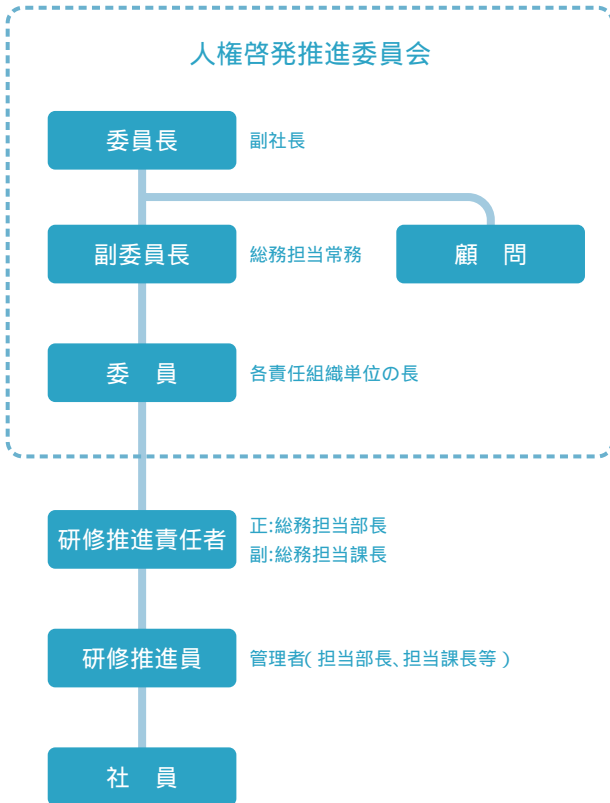 人権啓発推進委員会
委員長
副社長
副委員長
総務担当常務
顧　問
委　員
各責任組織単位の長
研修推進責任者
正:総務担当部長
副:総務担当課長
研修推進員
管理者( 担当部長、担当課長等 )
社　員